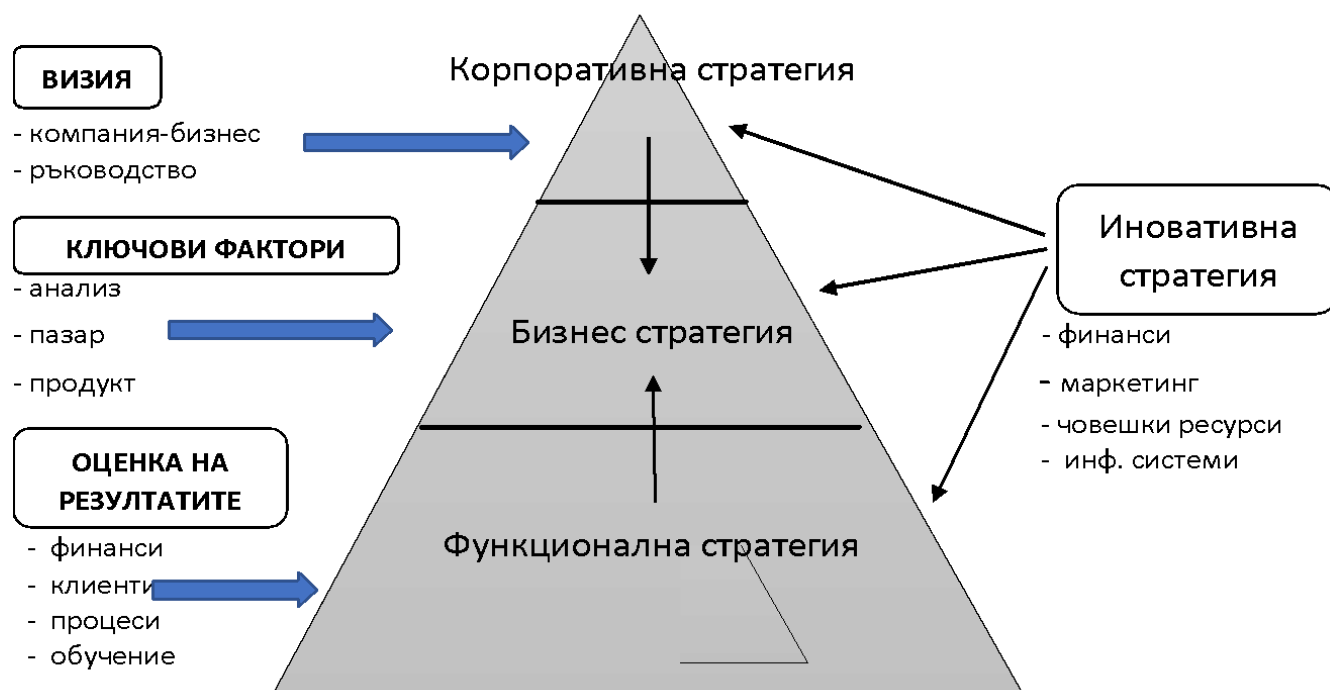 ВИЗИЯ
- компания-бизнес
- ръководство
КЛЮЧОВИ ФАКТОРИ
- анализ
- пазар
- продукт
ОЦЕНКА НА
РЕЗУЛТАТИТЕ
- финанси
- клиенти
- процеси
- обучение
Корпоративна стратегия
Бизнес стратегия
Функционална стратегия
Иновативна
стратегия
- финанси
- маркетинг
- човешки ресурси
- инф. системи